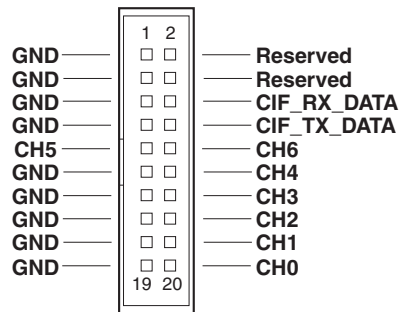 1 2
GND Reserved
GND Reserved
GND CIF_RX_DATA
GND CIF_TX_DATA
CH5 CH6
GND CH4
GND CH3
GND CH2
GND CH1
GND CH0
19 20